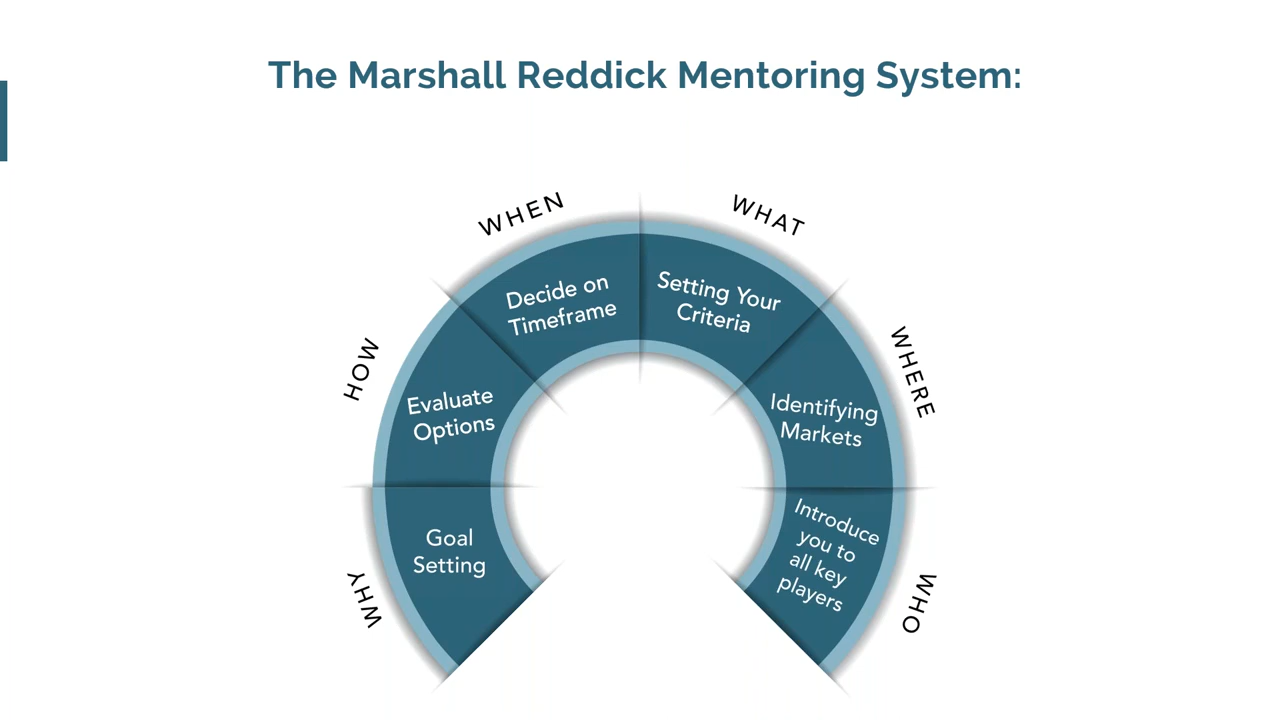 The Marshall Reddick Mentoring System:
WHY
Goal
Setting
HOW
Evaluate
Options
WHEN
Decide on
Timeframe
WHAT
Setting Your
Criteria
WHERE
Identifying
Markets
WHO
Introduce
you to
all key
players